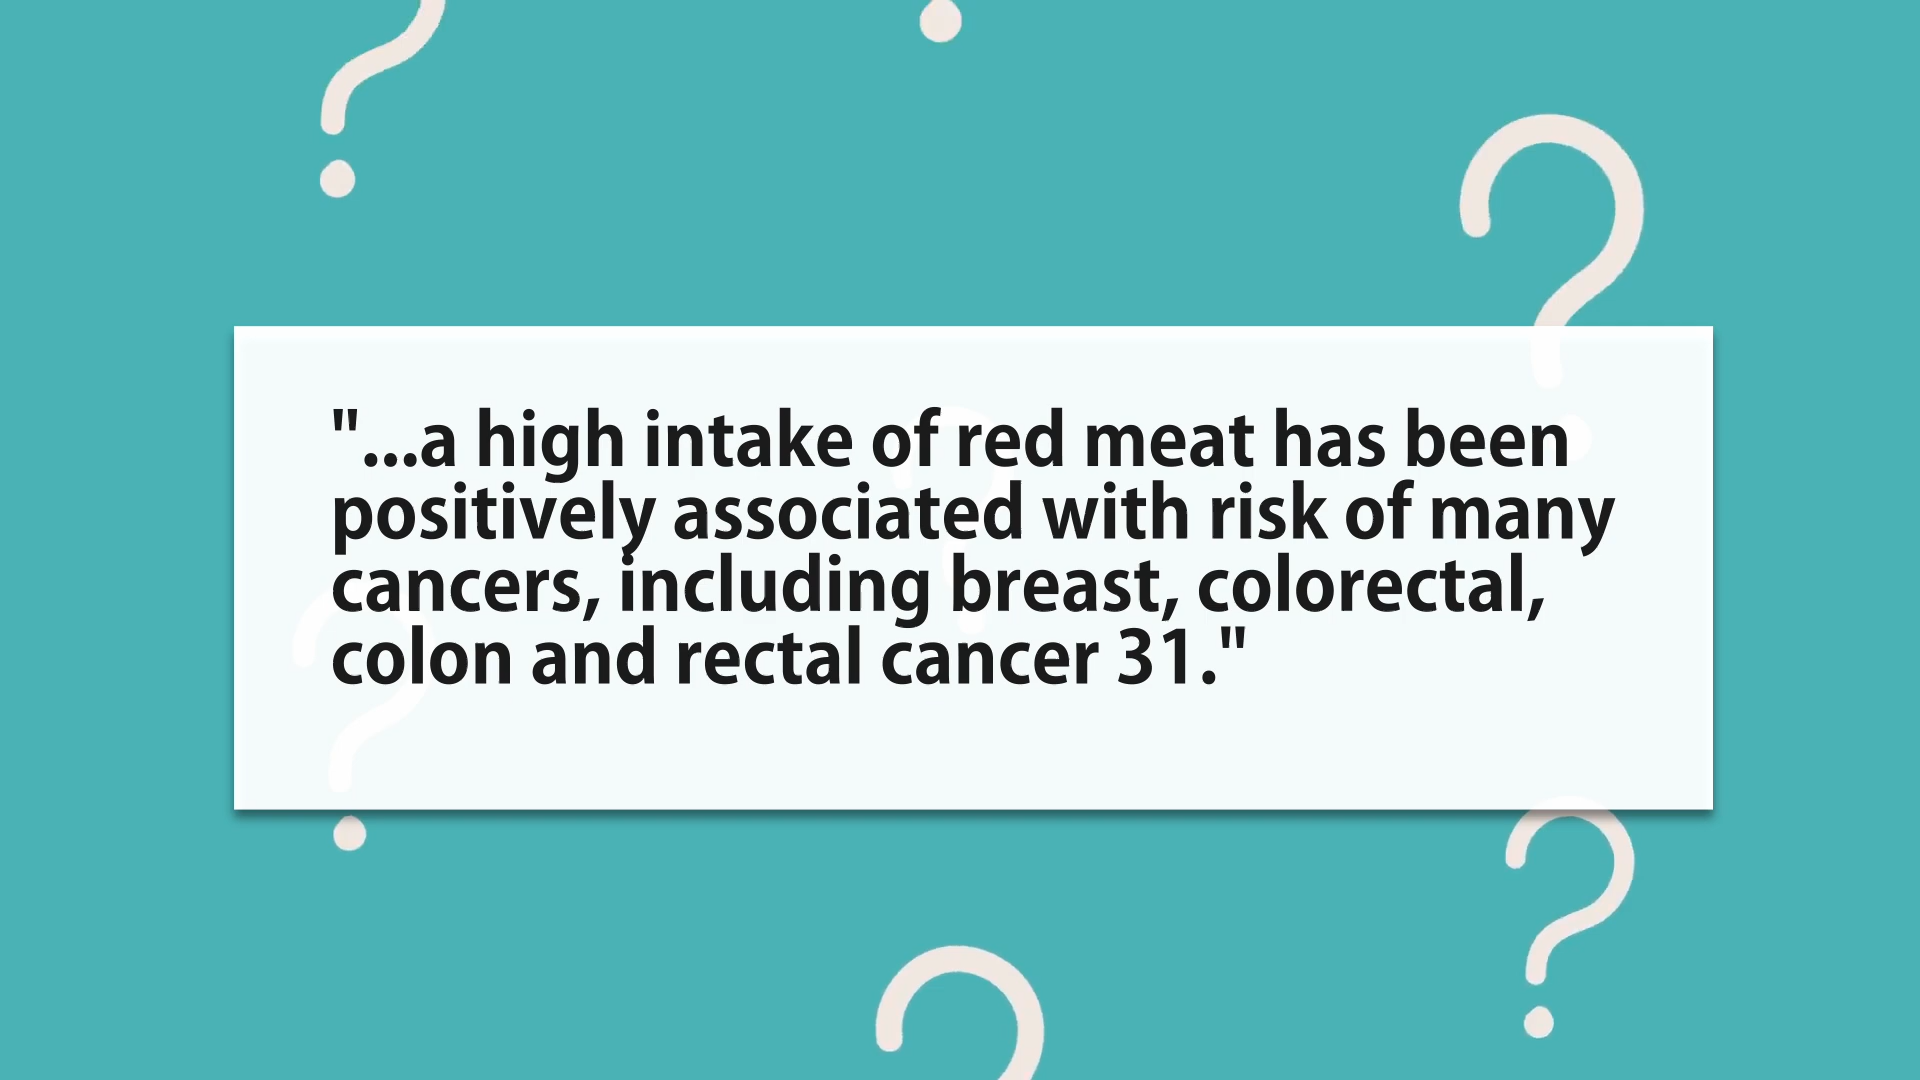 "...a high intake of red meat has been
positively associated with risk of many
cancers, including breast, colorectal,
colon and rectal cancer 31."